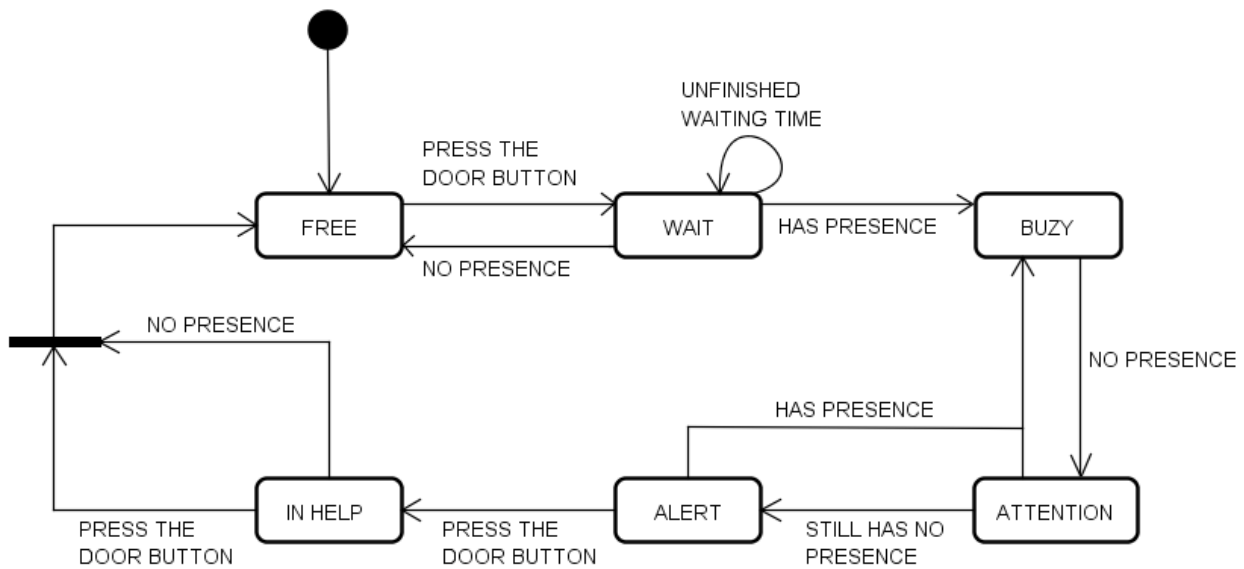 UNFINISHED
WAITING TIME
PRESS THE
DOOR BUTTON
FREE
WAIT
HAS PRESENCE
BUZY
NO PRESENCE
NO PRESENCE
NO PRESENCE
HAS PRESENCE
IN HELP
ALERT
ATTENTION
PRESS THE
DOOR BUTTON
PRESS THE
DOOR BUTTON
STILL HAS NO
PRESENCE